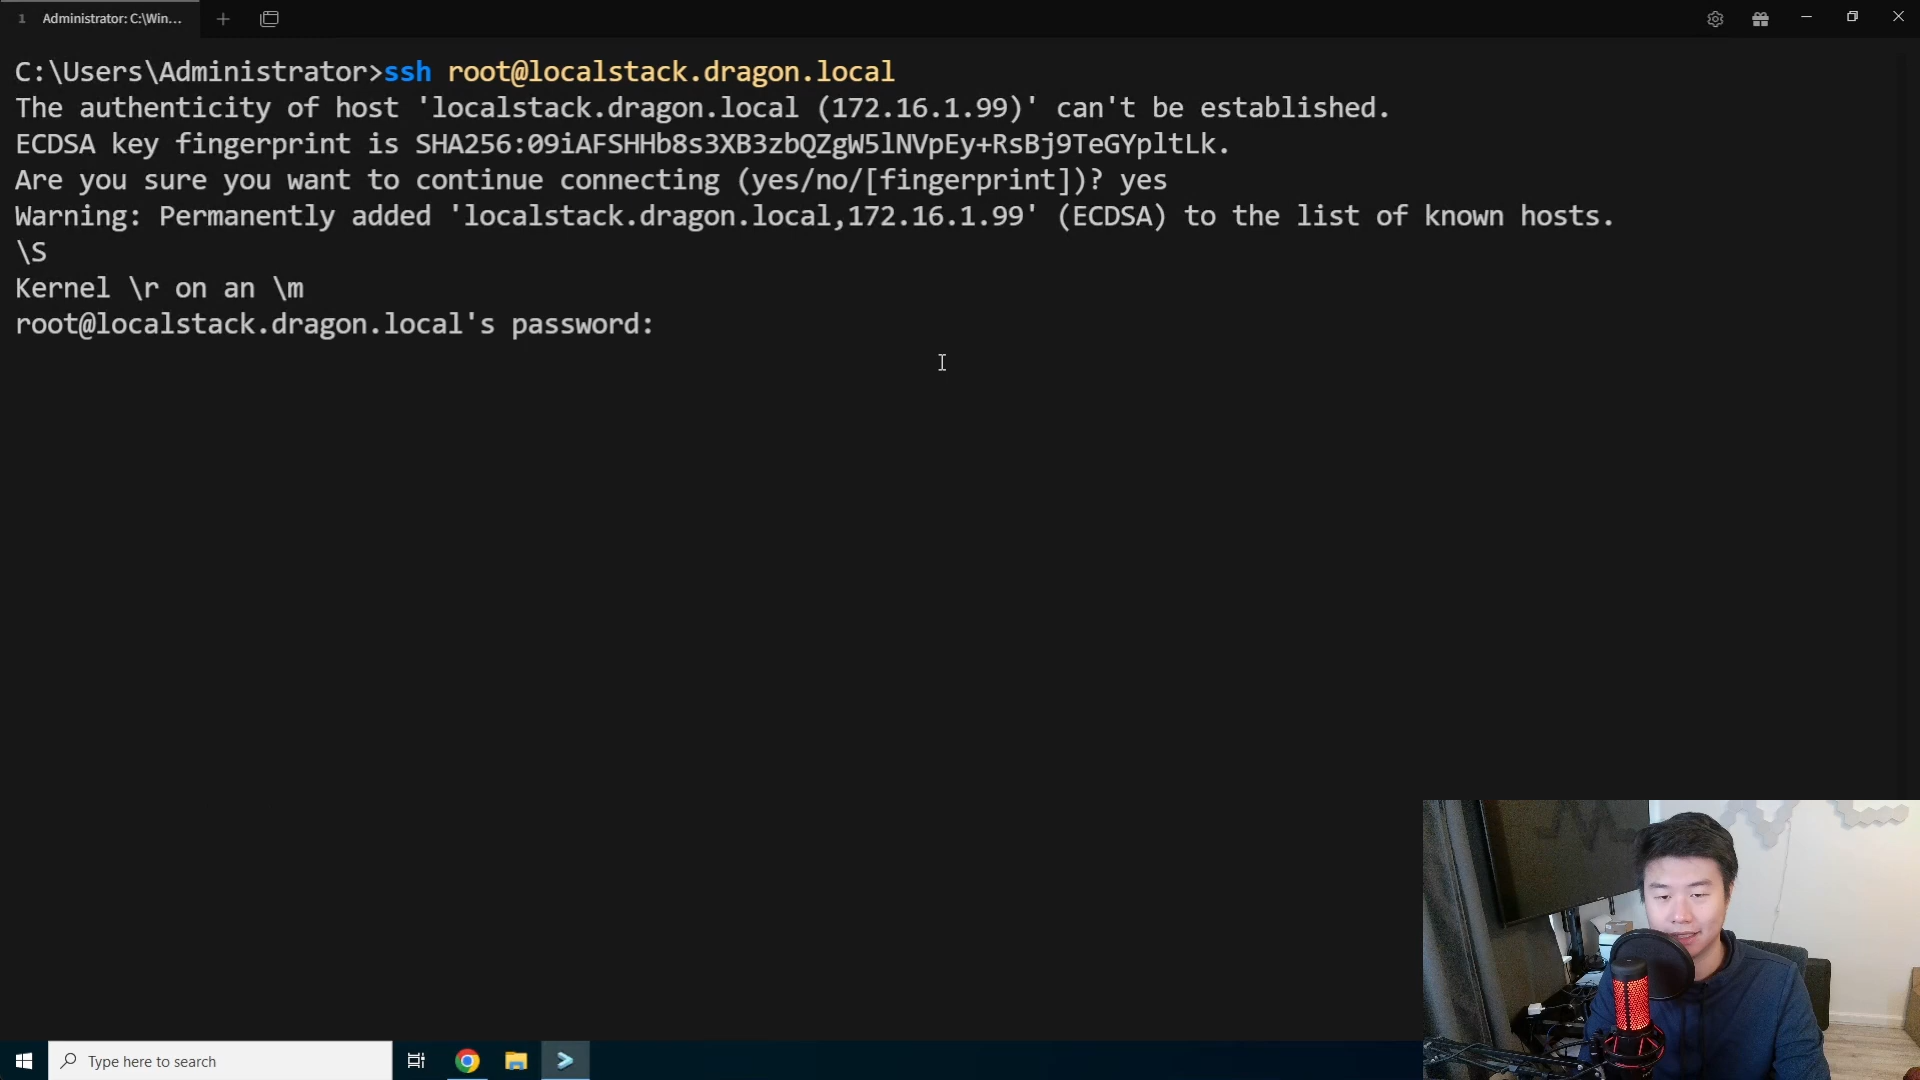 1 Administrator: C:\Win...
C:\Users\Administrator>ssh root@localstack.dragon.local
The authenticity of host 'localstack.dragon.local (172.16.1.99)' can't be established.
ECDSA key fingerprint is SHA256:09iAFSHHb8s3XB3zbQZgW5lNVpEy+RsBj9TeGYpltLk.
Are you sure you want to continue connecting (yes/no/[fingerprint])? yes
Warning: Permanently added 'localstack.dragon.local,172.16.1.99' (ECDSA) to the list of known hosts.
\S
Kernel \r on an \m
root@localstack.dragon.local's password:
Type here to search